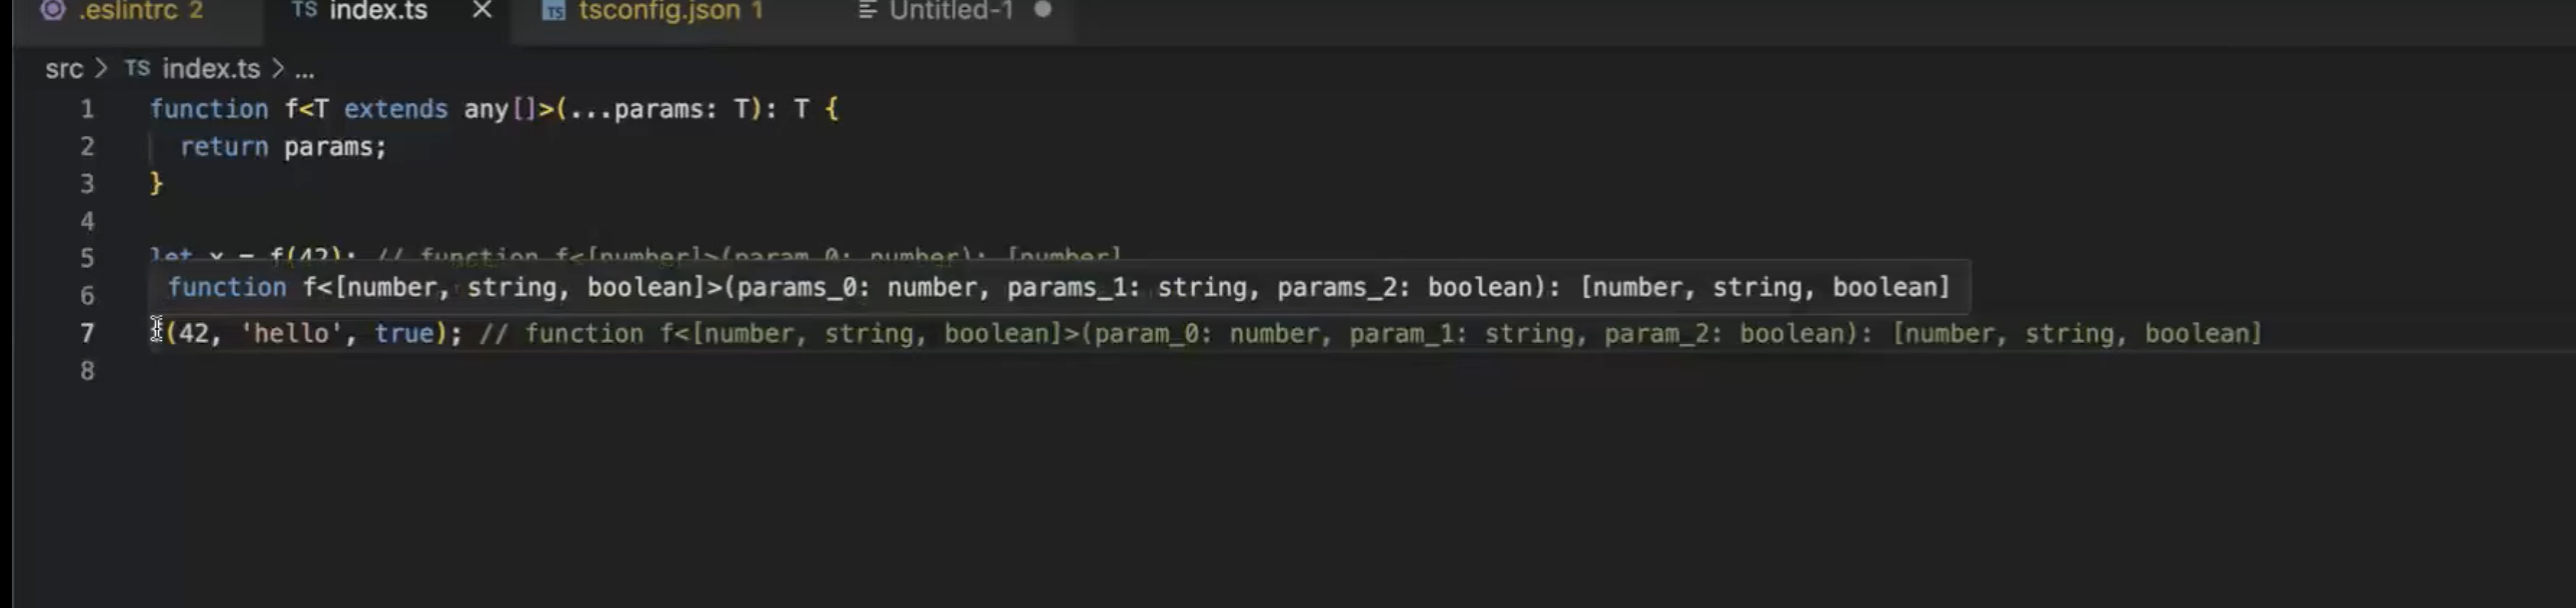 .eslintrc 2 TS index.ts × TS tsconfig.json 1 Untitled-1 ●
src > TS index.ts > ...
1 function f<T extends any[]>(...params: T): T {
2 return params;
3 }
4
5 let x = f(42); // function f<[number]>(param_0: number): [number]
6 function f<[number, string, boolean]>(params_0: number, params_1: string, params_2: boolean): [number, string, boolean]
7 (42, 'hello', true); // function f<[number, string, boolean]>(param_0: number, param_1: string, param_2: boolean): [number, string, boolean]
8